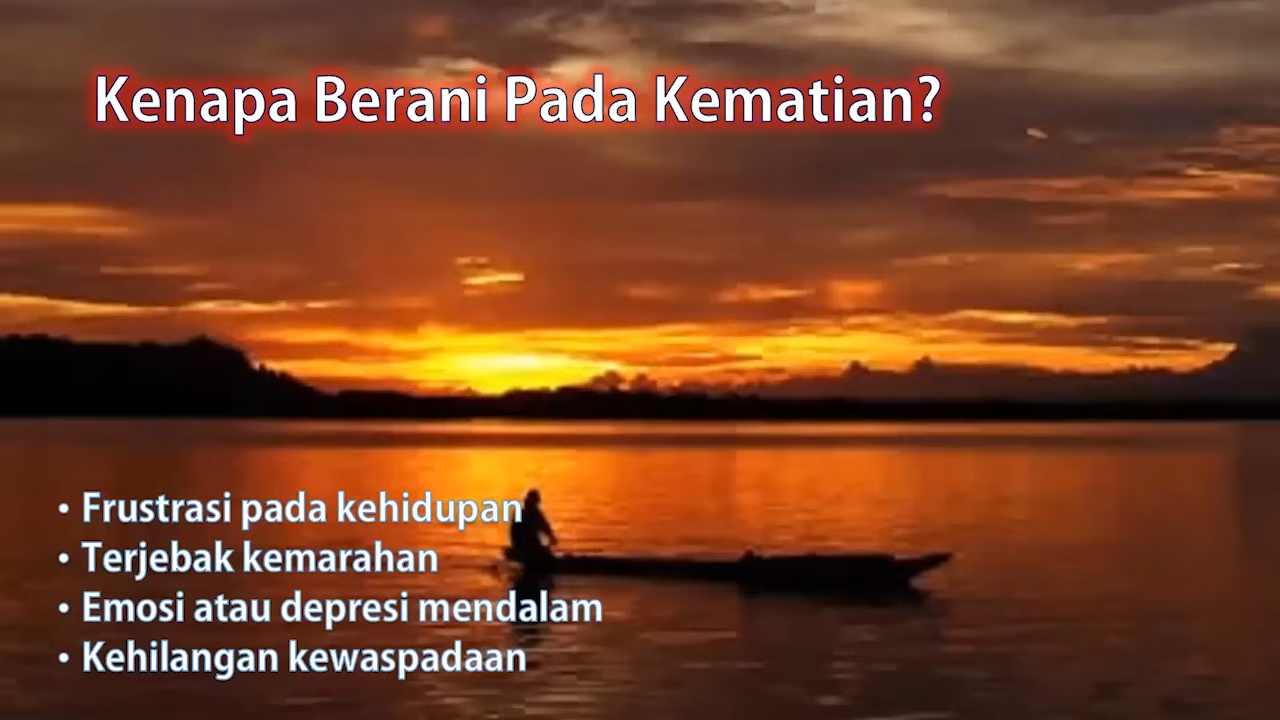 Kenapa Berani Pada Kematian?
• Frustrasi pada kehidupan
• Terjebak kemarahan
• Emosi atau depresi mendalam
• Kehilangan kewaspadaan